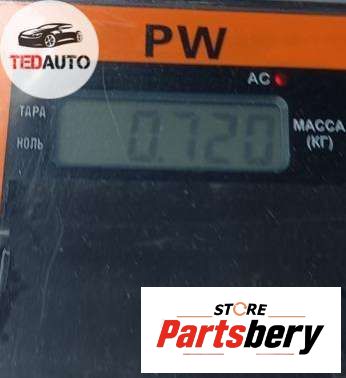 TEDAUTO
PW
AC
ТАРА
НОЛЬ
0.720
МАССА
(КГ)
STORE
Partsbery